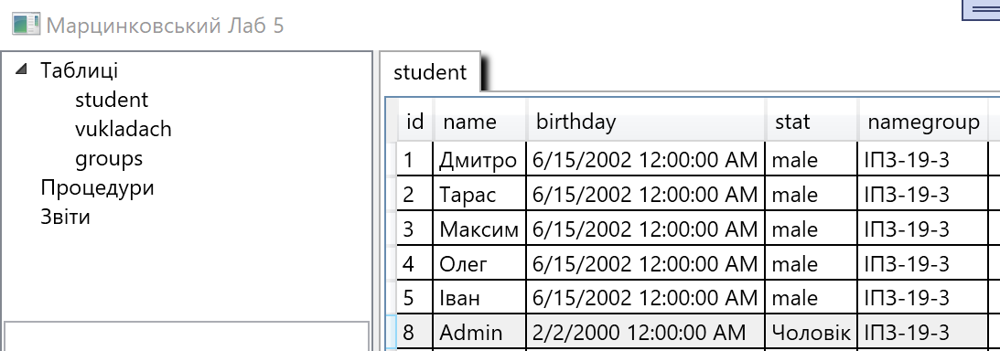 Марцинковський Лаб 5
Таблиці
student
vukladach
groups
Процедури
Звіти
student
id name birthday stat namegroup
1 Дмитро 6/15/2002 12:00:00 AM male ІПЗ-19-3
2 Тарас 6/15/2002 12:00:00 AM male ІПЗ-19-3
3 Максим 6/15/2002 12:00:00 AM male ІПЗ-19-3
4 Олег 6/15/2002 12:00:00 AM male ІПЗ-19-3
5 Іван 6/15/2002 12:00:00 AM male ІПЗ-19-3
8 Admin 2/2/2000 12:00:00 AM Чоловік ІПЗ-19-3